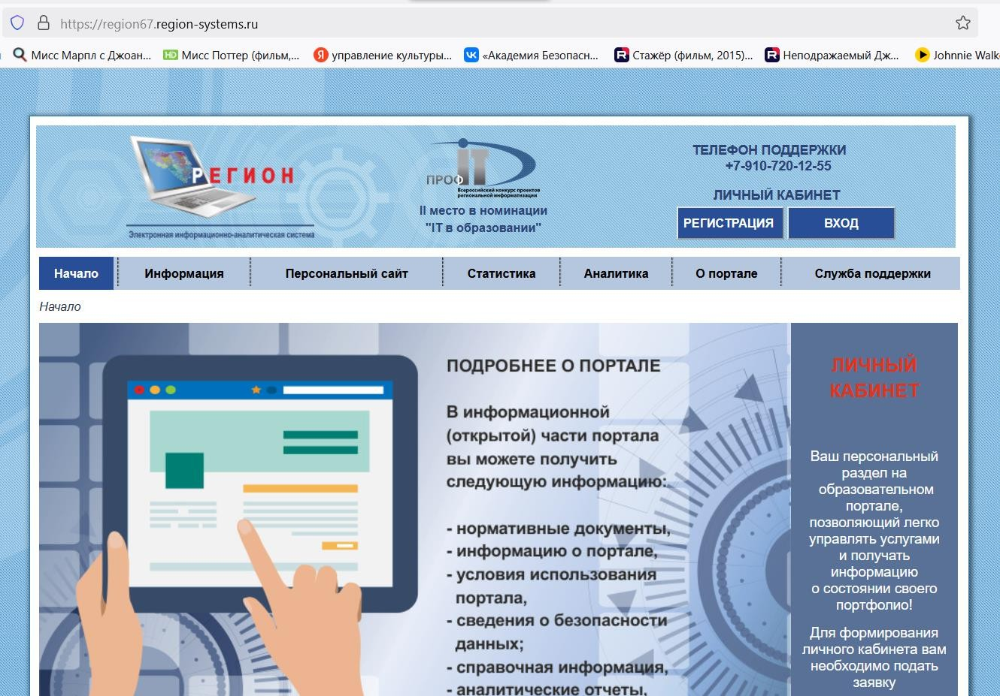 https://region67.region-systems.ru
Мисс Марпл с Джоан...
Мисс Поттер (фильм,...
управление культуры...
«Академия Безопасн...
Стажёр (фильм, 2015)...
Неподражаемый Дж...
Johnnie Walk
РЕГИОН
Электронная информационно-аналитическая система
ПРОФ IT
Всероссийский конкурс проектов
региональной информатизации
II место в номинации
"IT в образовании"
ТЕЛЕФОН ПОДДЕРЖКИ
+7-910-720-12-55
ЛИЧНЫЙ КАБИНЕТ
РЕГИСТРАЦИЯ
ВХОД
Начало
Информация
Персональный сайт
Статистика
Аналитика
О портале
Служба поддержки
Начало
ПОДРОБНЕЕ О ПОРТАЛЕ
В информационной
(открытой) части портала
вы можете получить
следующую информацию:
- нормативные документы,
- информацию о портале,
- условия использования
портала,
- сведения о безопасности
данных;
- справочная информация,
- аналитические отчеты,
ЛИЧНЫЙ
КАБИНЕТ
Ваш персональный
раздел на
образовательном
портале,
позволяющий легко
управлять услугами
и получать
информацию
о состоянии своего
портфолио!
Для формирования
личного кабинета вам
необходимо подать
заявку